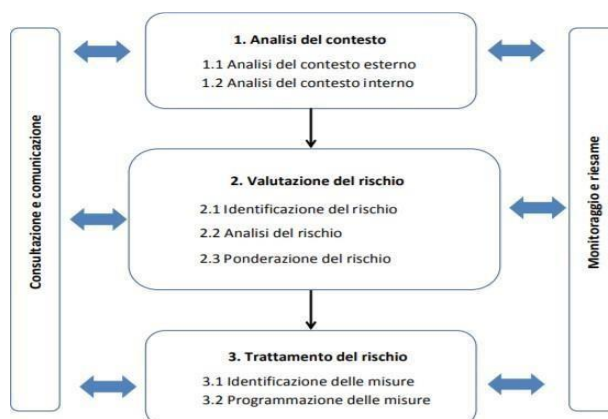 Consultazione e comunicazione
1. Analisi del contesto
1.1 Analisi del contesto esterno
1.2 Analisi del contesto interno
2. Valutazione del rischio
2.1 Identificazione del rischio
2.2 Analisi del rischio
2.3 Ponderazione del rischio
3. Trattamento del rischio
3.1 Identificazione delle misure
3.2 Programmazione delle misure
Monitoraggio e riesame